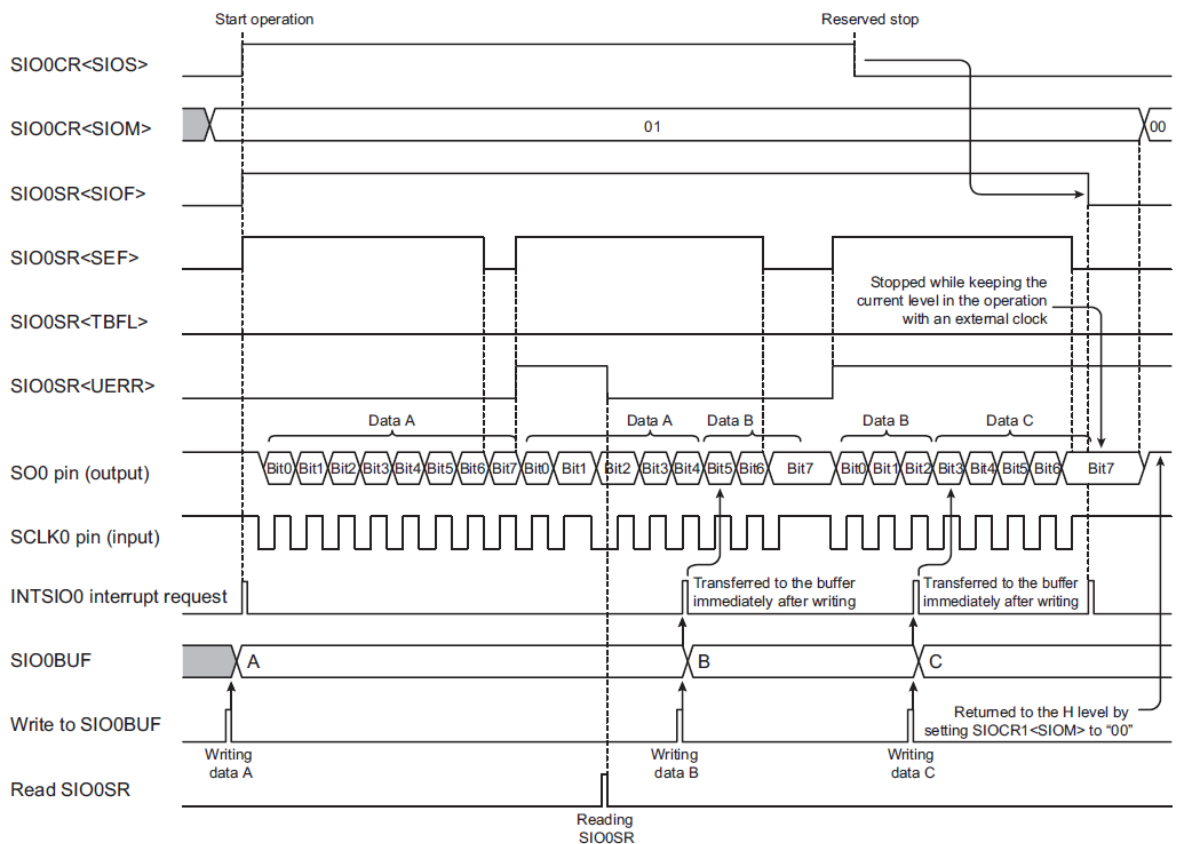 Start operation
Reserved stop
SIO0CR<SIOS>
SIO0CR<SIOM>
01
00
SIO0SR<SIOF>
SIO0SR<SEF>
Stopped while keeping the
current level in the operation
with an external clock
SIO0SR<TBFL>
SIO0SR<UERR>
Data A
Data A
Data B
Data B
Data C
SO0 pin (output)
Bit0 Bit1 Bit2 Bit3 Bit4 Bit5 Bit6 Bit7 Bit0 Bit1 Bit2 Bit3 Bit4 Bit5 Bit6 Bit7 Bit0 Bit1 Bit2 Bit3 Bit4 Bit5 Bit6 Bit7
SCLK0 pin (input)
INTSIO0 interrupt request
Transferred to the buffer
immediately after writing
Transferred to the buffer
immediately after writing
SIO0BUF
A
B
C
Write to SIO0BUF
Returned to the H level by
setting SIOCR1<SIOM> to “00”
Writing
data A
Writing
data B
Writing
data C
Read SIO0SR
Reading
SIO0SR